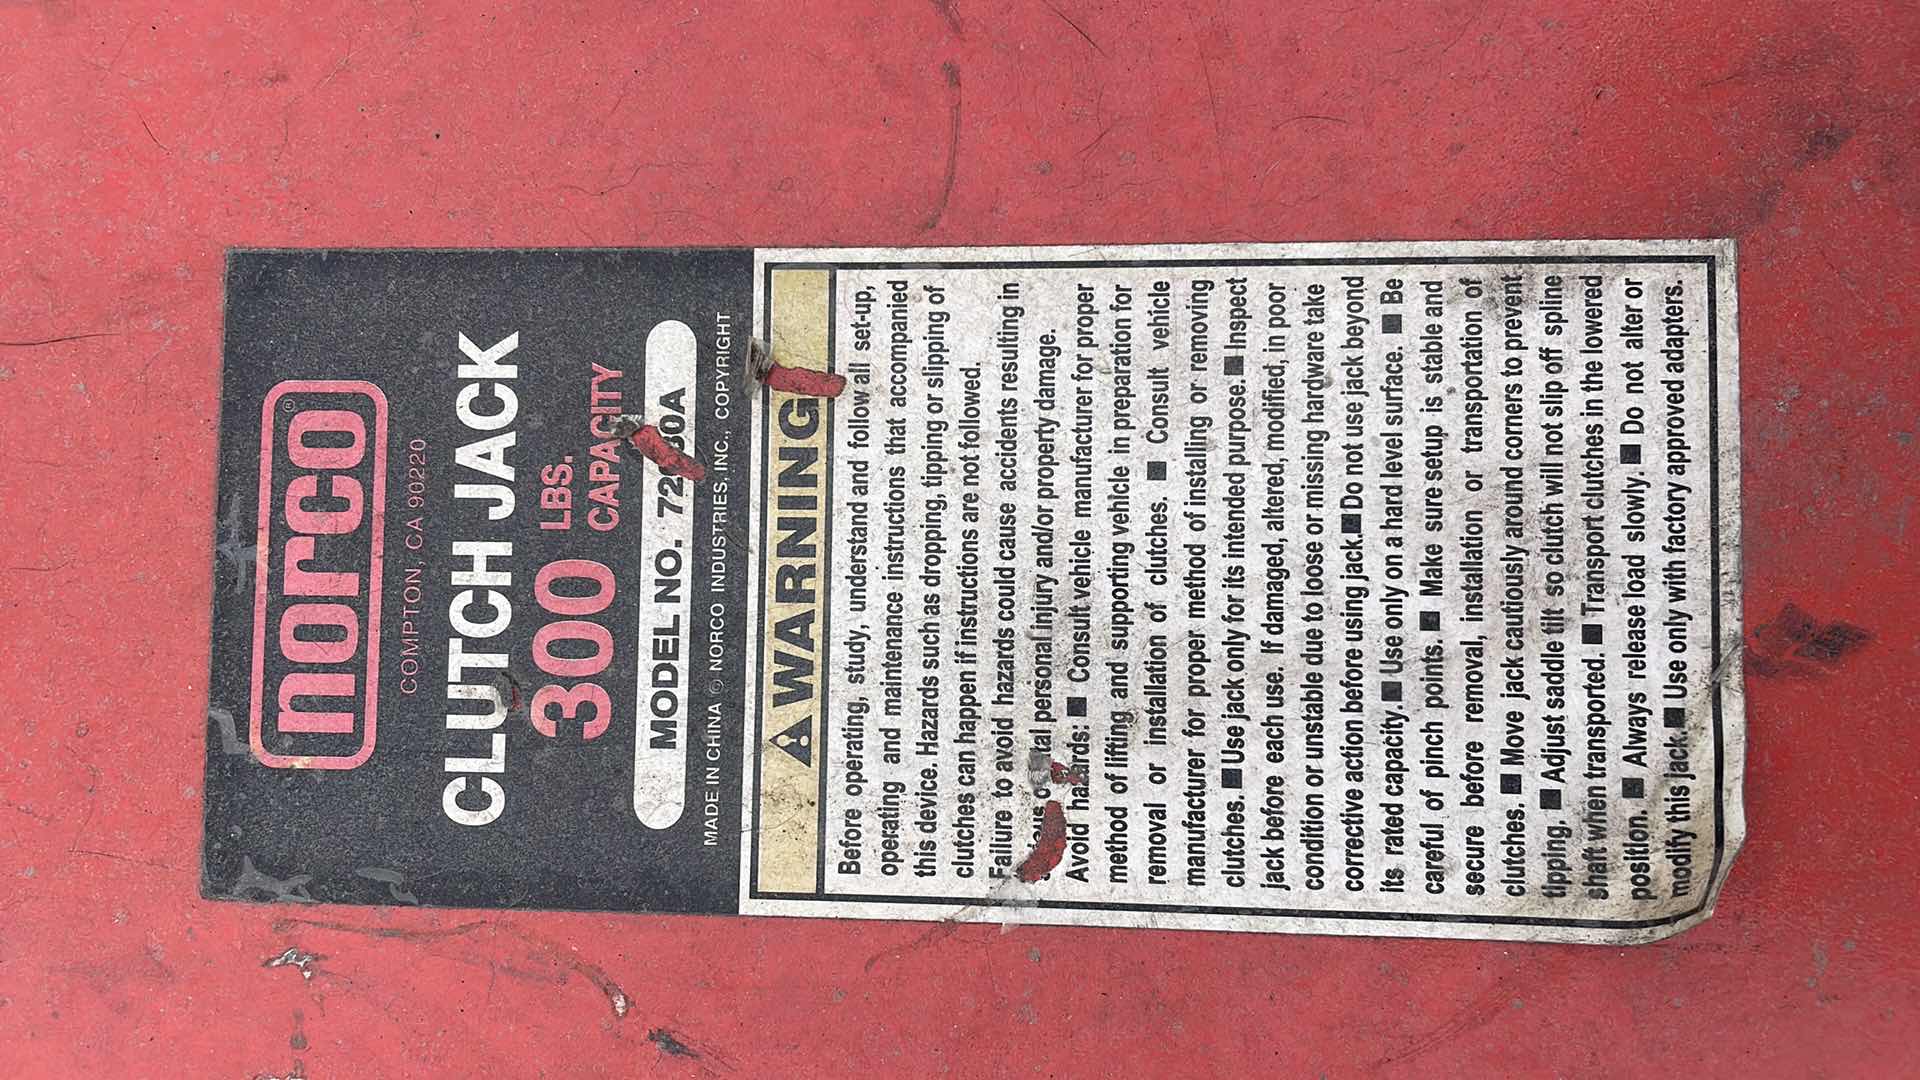 norco®
COMPTON, CA 90220
CLUTCH JACK
300 LBS.
CAPACITY
MODEL NO.
MADE IN CHINA © NORCO INDUSTRIES, INC., COPYRIGHT
WARNING
Before operating, study, understand and follow all set-up,
operating and maintenance instructions that accompanied
this device. Hazards such as dropping, tipping or slipping of
clutches can happen if instructions are not followed.
Failure to avoid hazards could cause accidents resulting in
personal injury and/or property damage.
Avoid hazards: ■ Consult vehicle manufacturer for proper
method of lifting and supporting vehicle in preparation for
removal or installation of clutches. ■ Consult vehicle
manufacturer for proper method of installing or removing
clutches. ■ Use jack only for its intended purpose. ■ Inspect
jack before each use. If damaged, altered, modified, in poor
condition or unstable due to loose or missing hardware take
corrective action before using jack. ■ Do not use jack beyond
its rated capacity. ■ Use only on a hard level surface. ■ Be
careful of pinch points. ■ Make sure setup is stable and
secure before removal, installation or transportation of
clutches. ■ Move jack cautiously around corners to prevent
tipping. ■ Adjust saddle tilt so clutch will not slip off spline
shaft when transported. ■ Transport clutches in the lowered
position. ■ Always release load slowly. ■ Do not alter or
modify this jack ■ Use only with factory approved adapters.